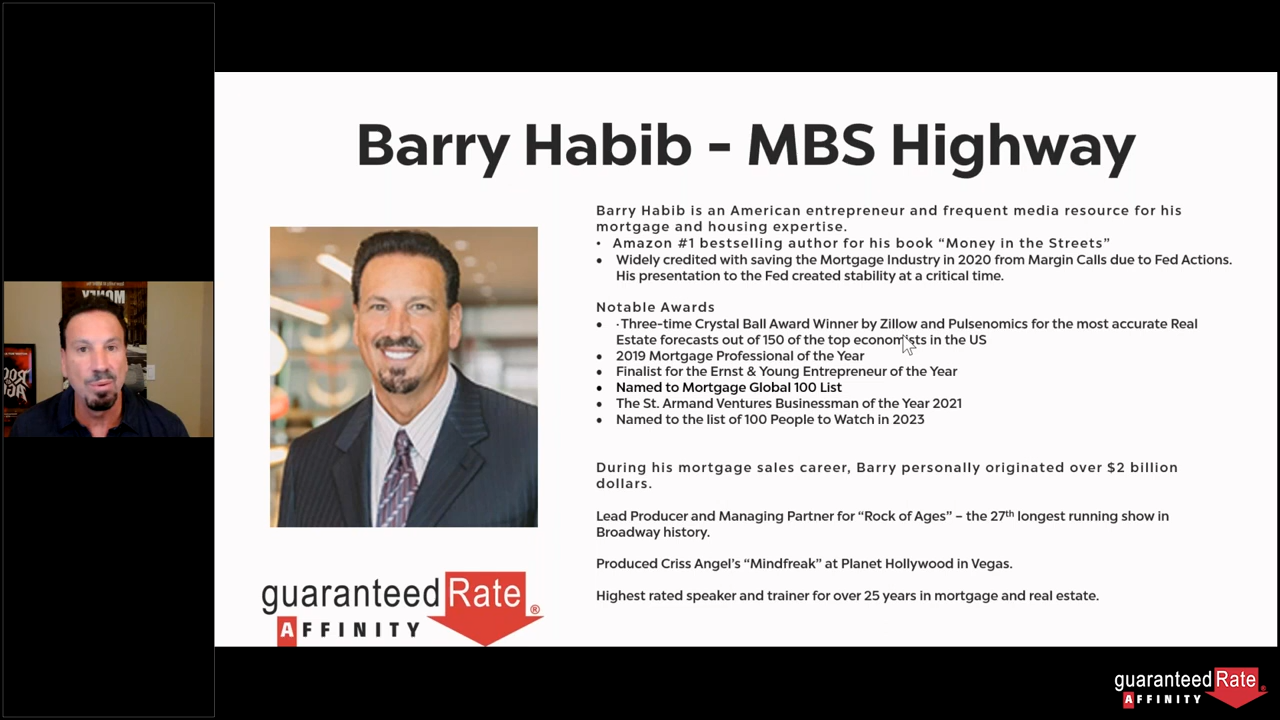 Barry Habib - MBS Highway
Barry Habib is an American entrepreneur and frequent media resource for his
mortgage and housing expertise.
• Amazon #1 bestselling author for his book “Money in the Streets”
• Widely credited with saving the Mortgage Industry in 2020 from Margin Calls due to Fed Actions.
His presentation to the Fed created stability at a critical time.
Notable Awards
• ·Three-time Crystal Ball Award Winner by Zillow and Pulsenomics for the most accurate Real
Estate forecasts out of 150 of the top economists in the US
• 2019 Mortgage Professional of the Year
• Finalist for the Ernst & Young Entrepreneur of the Year
• Named to Mortgage Global 100 List
• The St. Armand Ventures Businessman of the Year 2021
• Named to the list of 100 People to Watch in 2023
During his mortgage sales career, Barry personally originated over $2 billion
dollars.
Lead Producer and Managing Partner for “Rock of Ages” – the 27th longest running show in
Broadway history.
Produced Criss Angel’s “Mindfreak” at Planet Hollywood in Vegas.
Highest rated speaker and trainer for over 25 years in mortgage and real estate.
guaranteed Rate®
AFFINITY
MONEY
ROCK
of
AGES
guaranteed Rate
AFFINITY